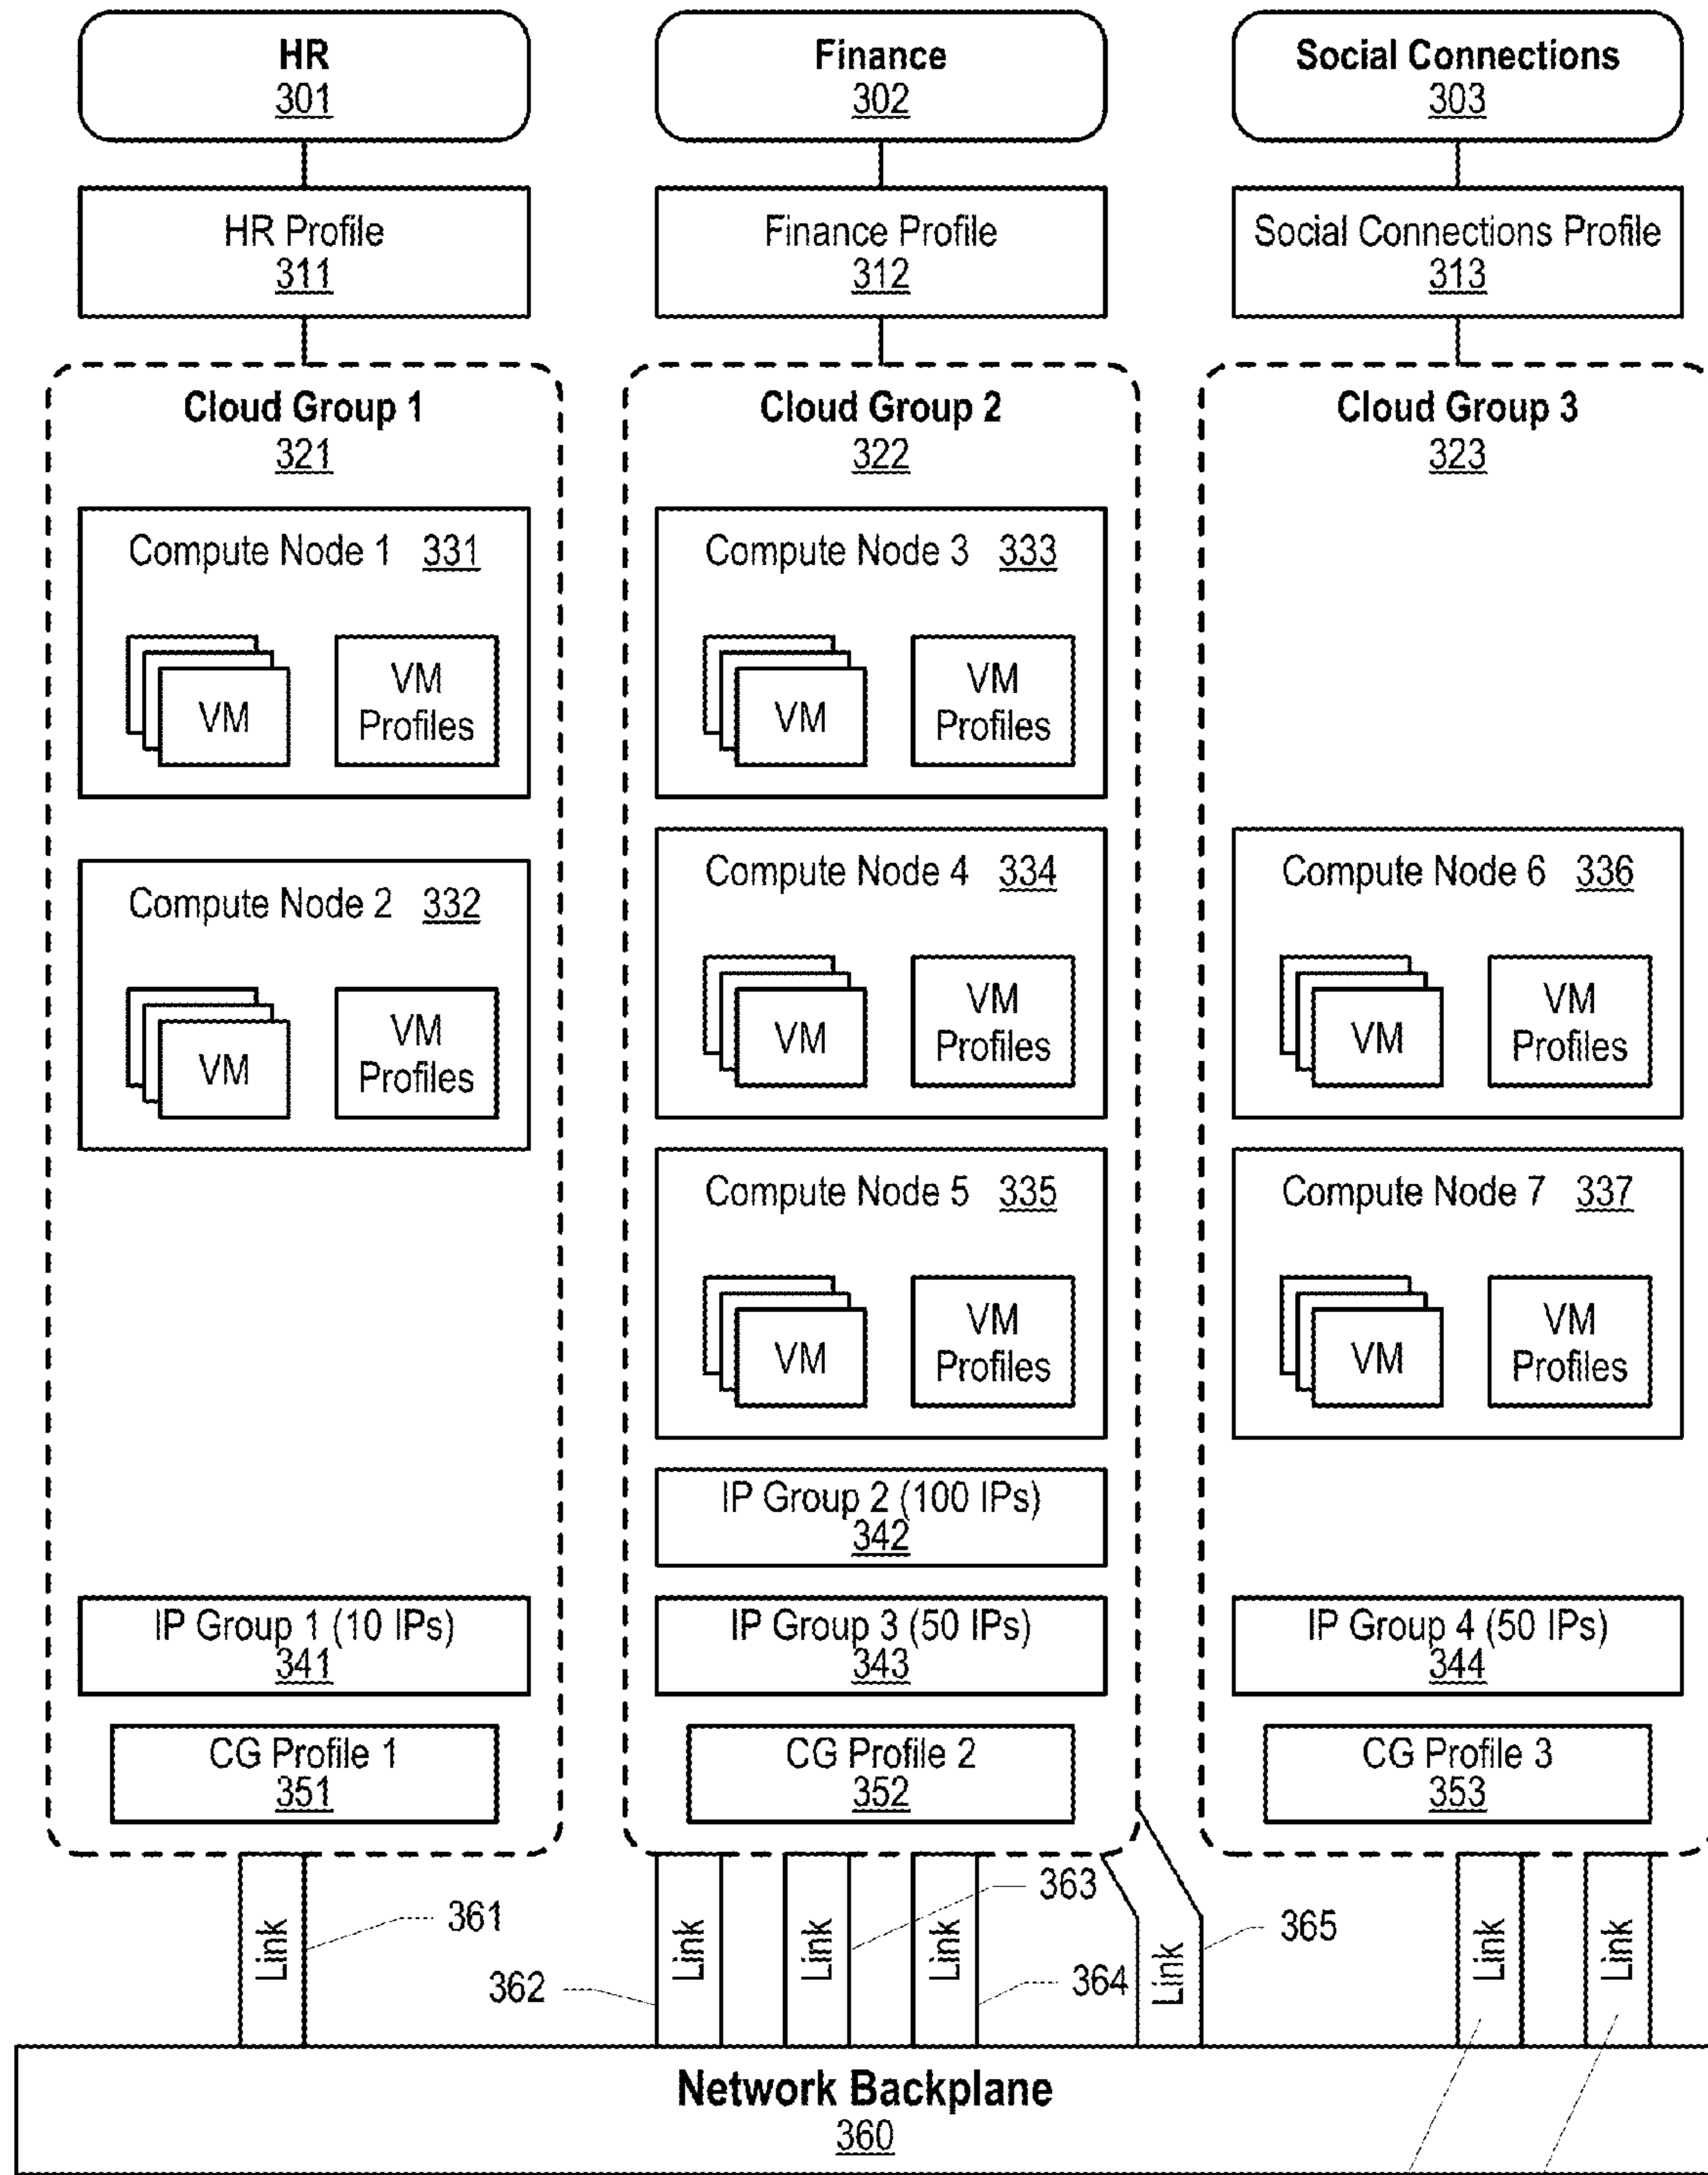 HR
301
Finance
302
Social Connections
303
HR Profile
311
Finance Profile
312
Social Connections Profile
313
Cloud Group 1
321
Compute Node 1 331
VM
VM
Profiles
Compute Node 2 332
VM
VM
Profiles
IP Group 1 (10 IPs)
341
CG Profile 1
351
Cloud Group 2
322
Compute Node 3 333
VM
VM
Profiles
Compute Node 4 334
VM
VM
Profiles
Compute Node 5 335
VM
VM
Profiles
IP Group 2 (100 IPs)
342
IP Group 3 (50 IPs)
343
CG Profile 2
352
Cloud Group 3
323
Compute Node 6 336
VM
VM
Profiles
Compute Node 7 337
VM
VM
Profiles
IP Group 4 (50 IPs)
344
CG Profile 3
353
Link
361
362
Link
Link
363
Link
364
Link
365
Link
Link
Network Backplane
360